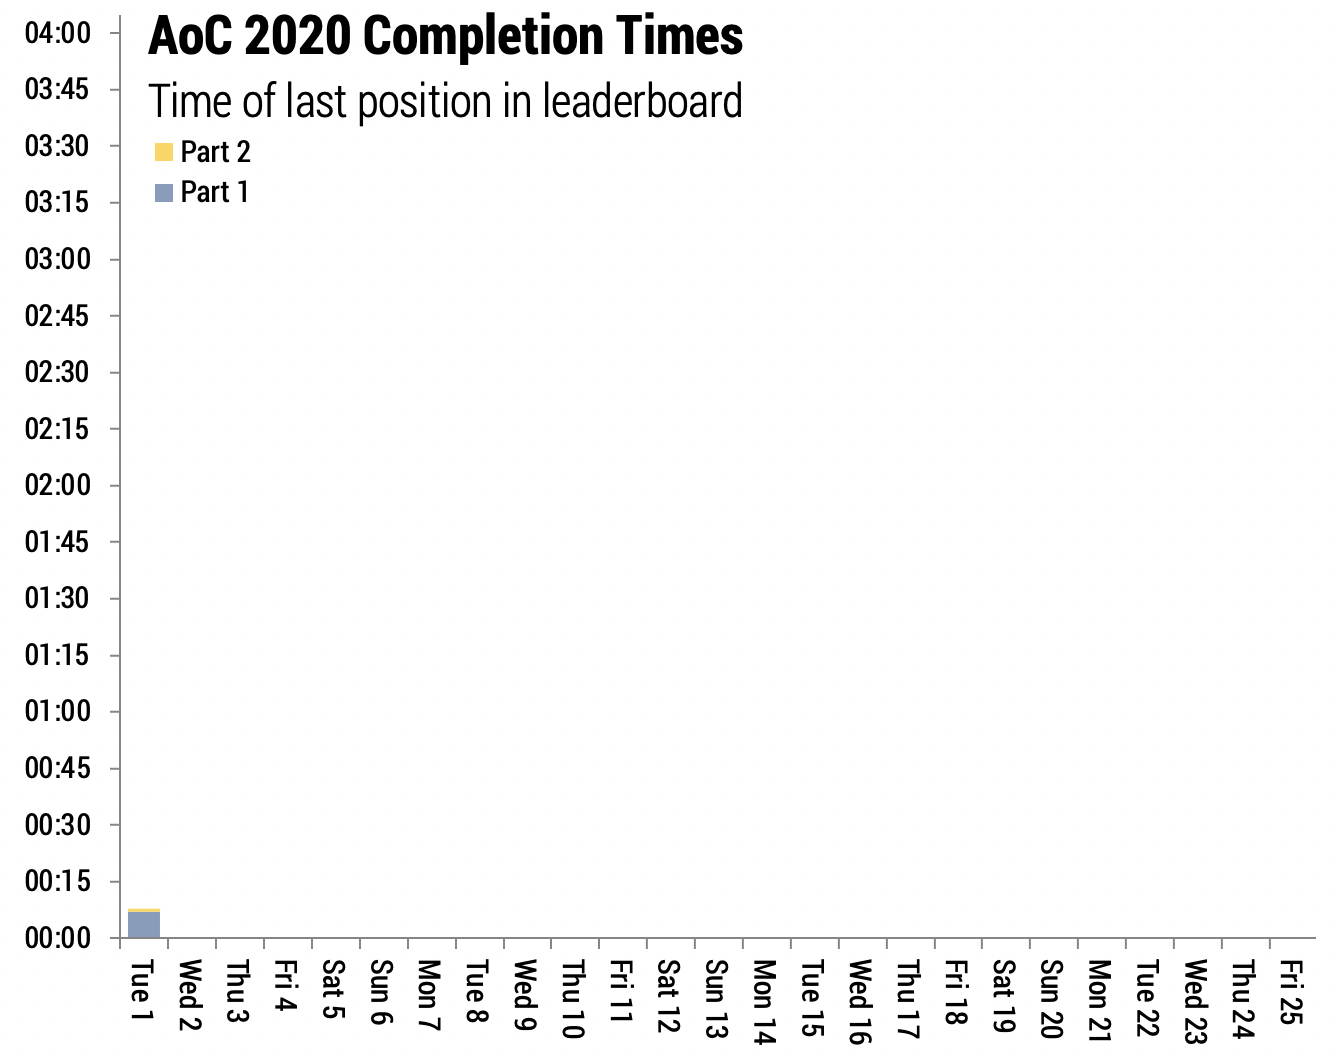 AoC 2020 Completion Times
Time of last position in leaderboard
Part 2
Part 1
04:00
03:45
03:30
03:15
03:00
02:45
02:30
02:15
02:00
01:45
01:30
01:15
01:00
00:45
00:30
00:15
00:00
Tue 1
Wed 2
Thu 3
Fri 4
Sat 5
Sun 6
Mon 7
Tue 8
Wed 9
Thu 10
Fri 11
Sat 12
Sun 13
Mon 14
Tue 15
Wed 16
Thu 17
Fri 18
Sat 19
Sun 20
Mon 21
Tue 22
Wed 23
Thu 24
Fri 25